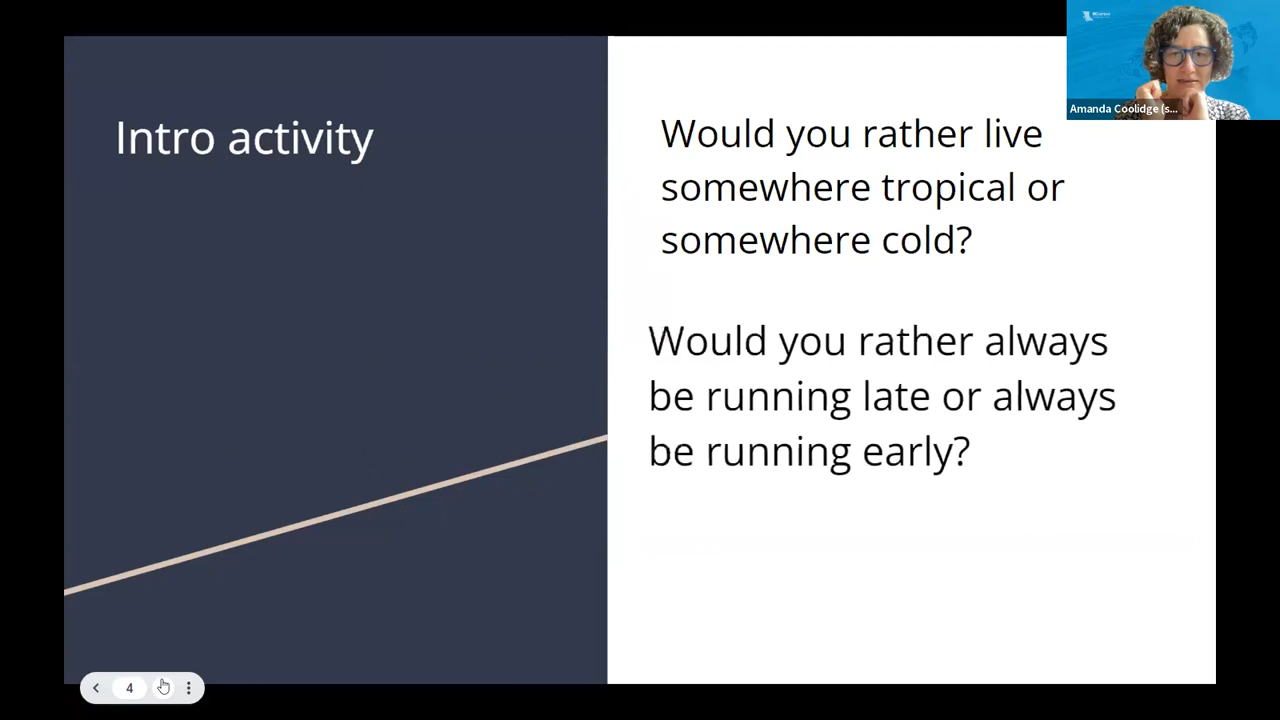 Intro activity
Would you rather live
somewhere tropical or
somewhere cold?
Would you rather always
be running late or always
be running early?
Amanda Coolidge (s...
4